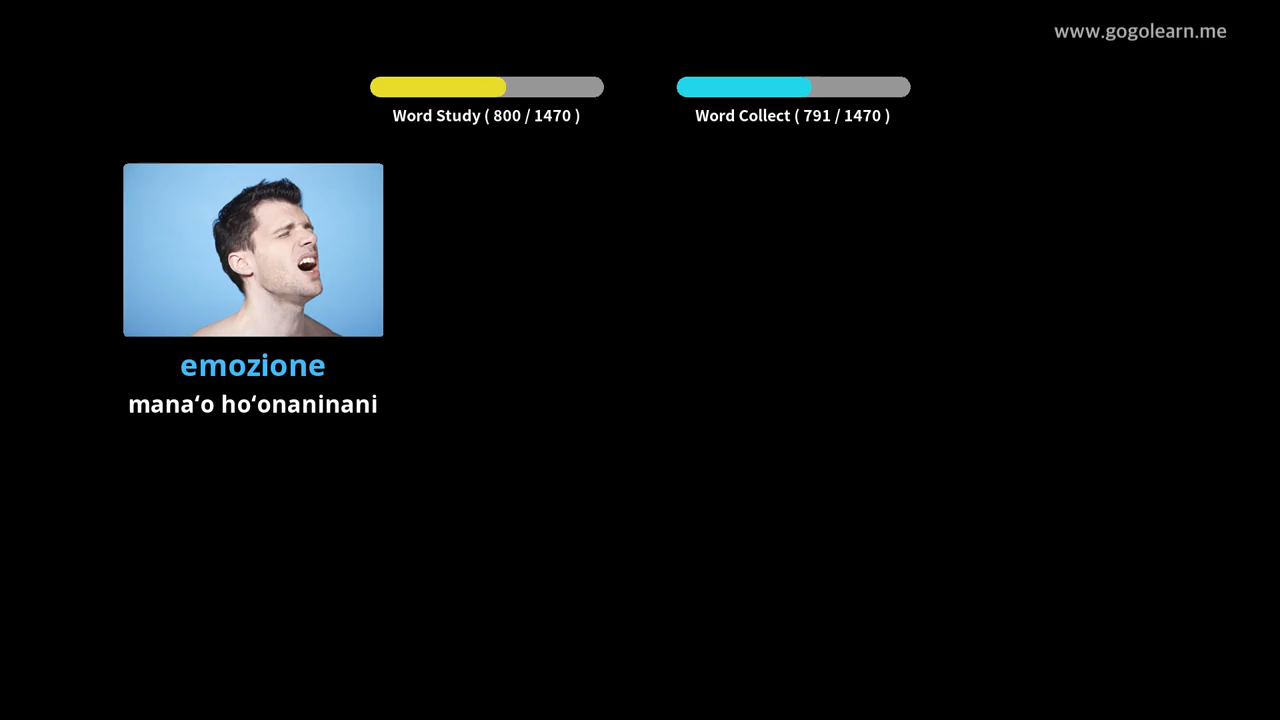 www.gogolearn.me
Word Study ( 800 / 1470 )
Word Collect ( 791 / 1470 )
emozione
manaʻo hoʻonaninani